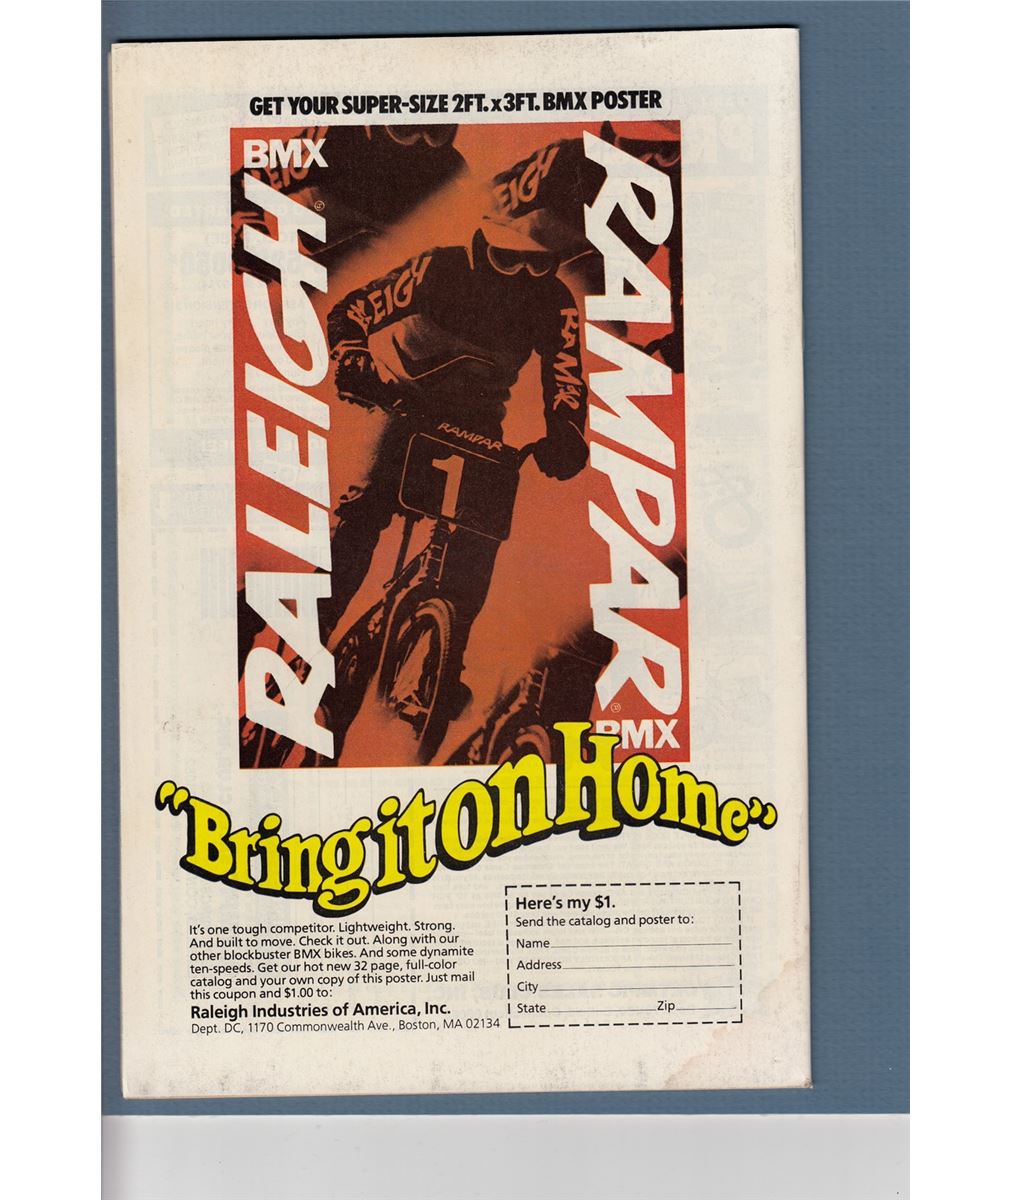 GET YOUR SUPER-SIZE 2FT. x 3FT. BMX POSTER
BMX
RALEIGH
RAMPAR
BMX
EIGH
EIGH
RALEIGH
RAMPAR
RAMPAR
1
"Bring it on Home"
It's one tough competitor. Lightweight. Strong.
And built to move. Check it out. Along with our
other blockbuster BMX bikes. And some dynamite
ten-speeds. Get our hot new 32 page, full-color
catalog and your own copy of this poster. Just mail
this coupon and $1.00 to:
Raleigh Industries of America, Inc.
Dept. DC, 1170 Commonwealth Ave., Boston, MA 02134
Here's my $1.
Send the catalog and poster to:
Name
Address
City
State Zip